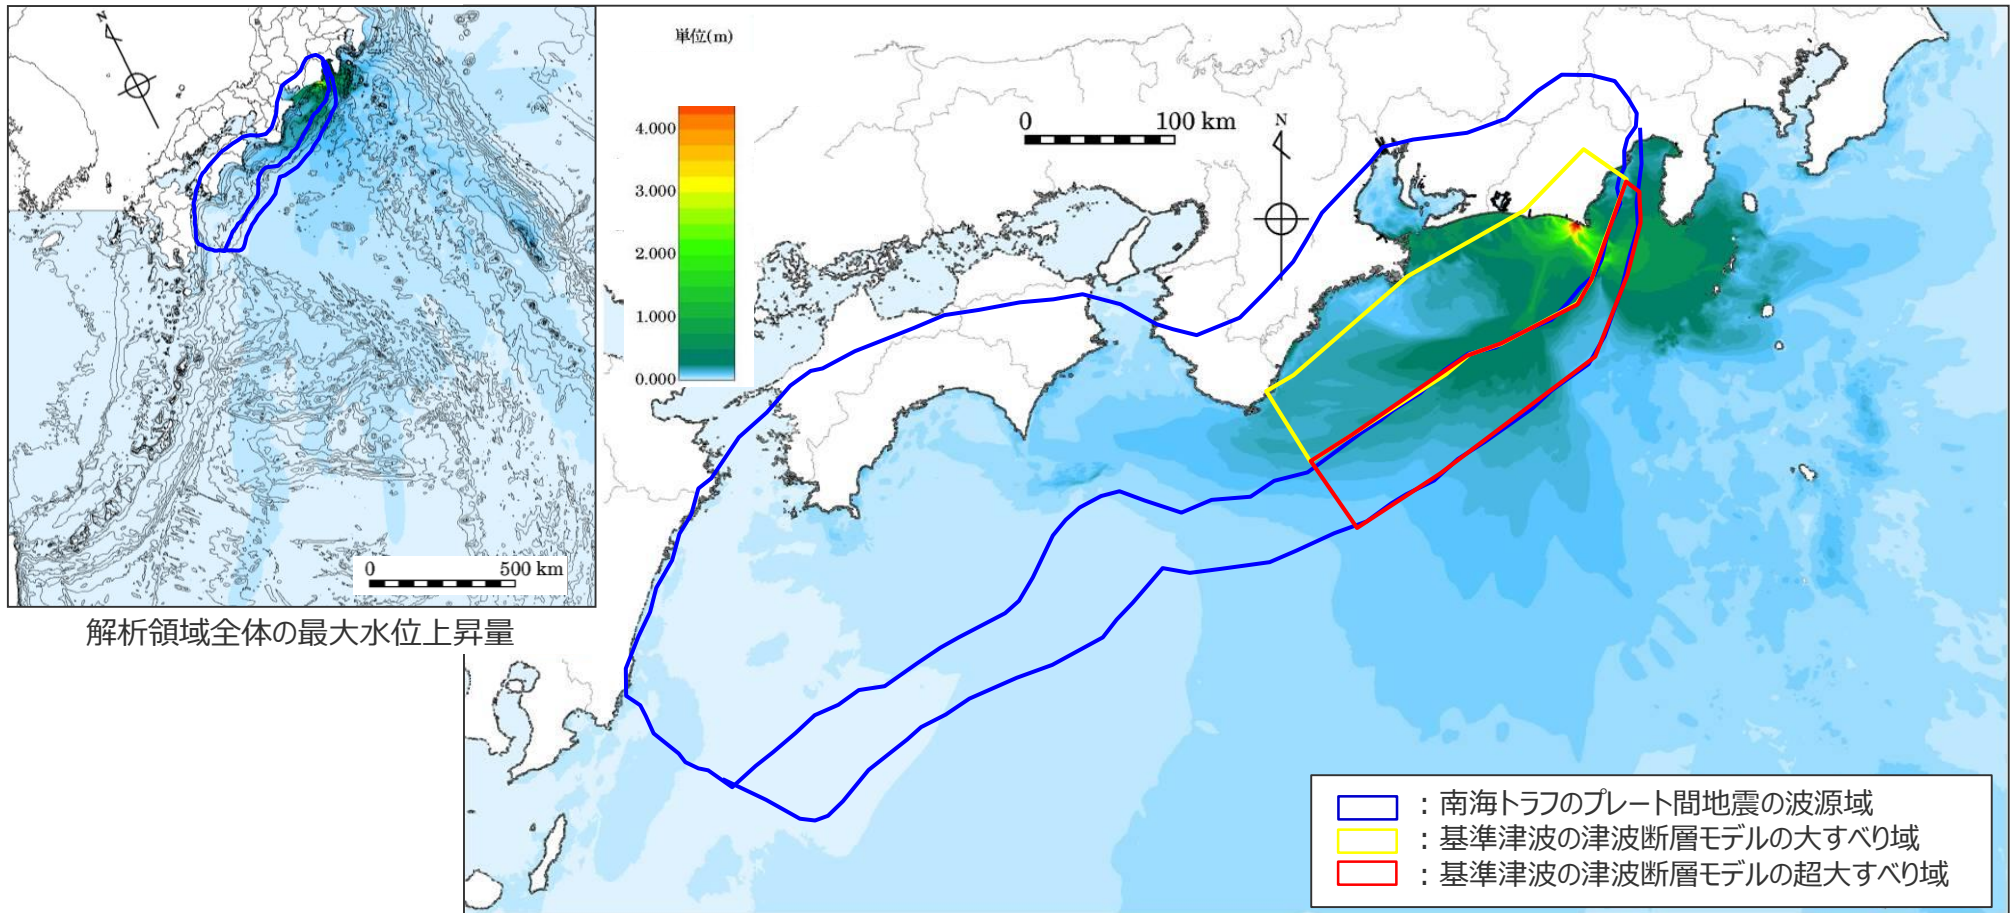 N
0 500 km
解析領域全体の最大水位上昇量
単位(m)
4.000
3.000
2.000
1.000
0.000
0 100 km
N
：南海トラフのプレート間地震の波源域
：基準津波の津波断層モデルの大すべり域
：基準津波の津波断層モデルの超大すべり域